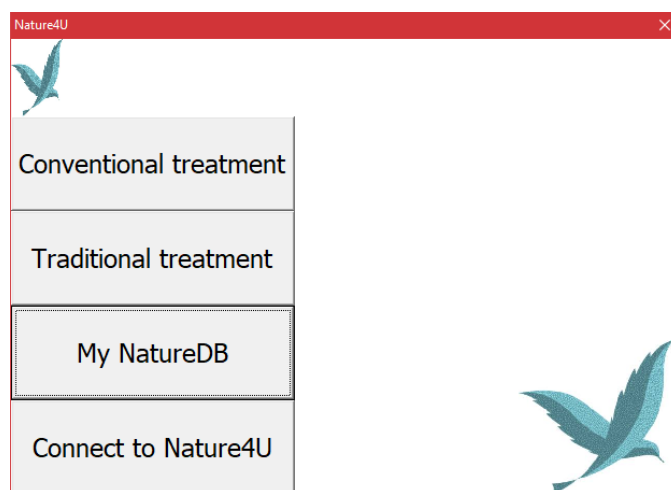 Nature4U
Conventional treatment
Traditional treatment
My NatureDB
Connect to Nature4U